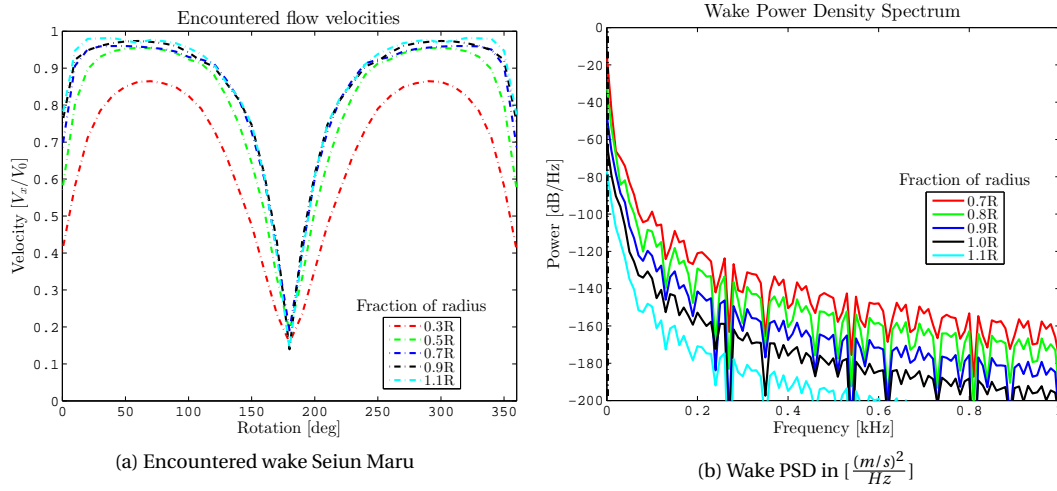 Encountered flow velocities
1
0.9
0.8
0.7
0.6
0.5
0.4
0.3
0.2
0.1
0
Velocity [Vx/V0]
Fraction of radius
0.3R
0.5R
0.7R
0.9R
1.1R
0 50 100 150 200 250 300 350
Rotation [deg]
(a) Encountered wake Seiun Maru
Wake Power Density Spectrum
0
−20
−40
−60
−80
−100
−120
−140
−160
−180
−200
Power [dB/Hz]
Fraction of radius
0.7R
0.8R
0.9R
1.0R
1.1R
0 0.2 0.4 0.6 0.8
Frequency [kHz]
(b) Wake PSD in [(m/s)²/Hz]